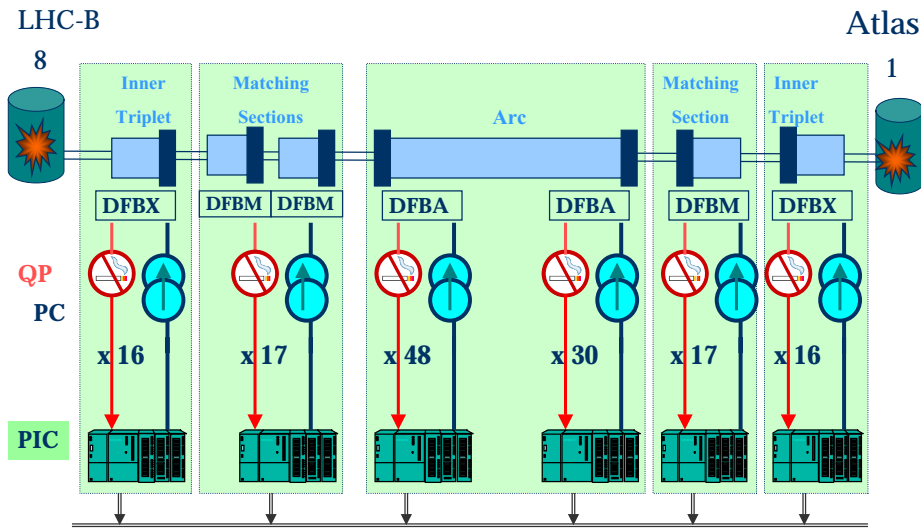 LHC-B
Atlas
8
1
Inner
Triplet
Matching
Sections
Arc
Matching
Section
Inner
Triplet
DFBX
DFBM
DFBM
DFBA
DFBA
DFBM
DFBX
QP
PC
x 16
x 17
x 48
x 30
x 17
x 16
PIC